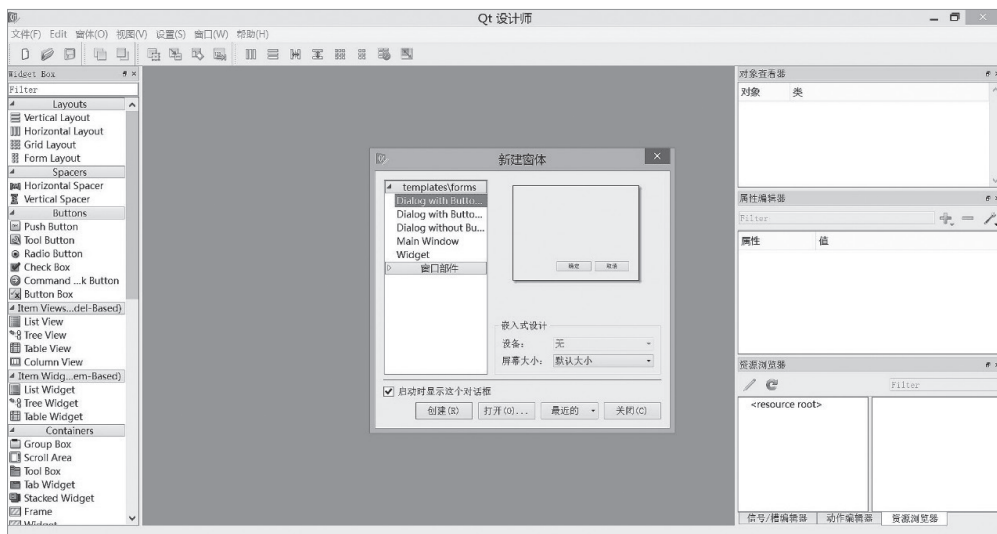 Qt 设计师
文件(F) Edit 窗体(O) 视图(V) 设置(S) 窗口(W) 帮助(H)
Widget Box
Filter
Layouts
Vertical Layout
Horizontal Layout
Grid Layout
Form Layout
Spacers
Horizontal Spacer
Vertical Spacer
Buttons
Push Button
Tool Button
Radio Button
Check Box
Command ...k Button
Button Box
Item Views...del-Based)
List View
Tree View
Table View
Column View
Item Widg...em-Based)
List Widget
Tree Widget
Table Widget
Containers
Group Box
Scroll Area
Tool Box
Tab Widget
Stacked Widget
Frame
Widget
新建窗体
templates\forms
Dialog with Butto...
Dialog with Butto...
Dialog without Bu...
Main Window
Widget
窗口部件
确定 取消
嵌入式设计
设备: 无
屏幕大小: 默认大小
启动时显示这个对话框
创建(R) 打开(O)... 最近的 关闭(C)
对象查看器
对象 类
属性编辑器
Filter
属性 值
资源浏览器
Filter
<resource root>
信号/槽编辑器 动作编辑器 资源浏览器